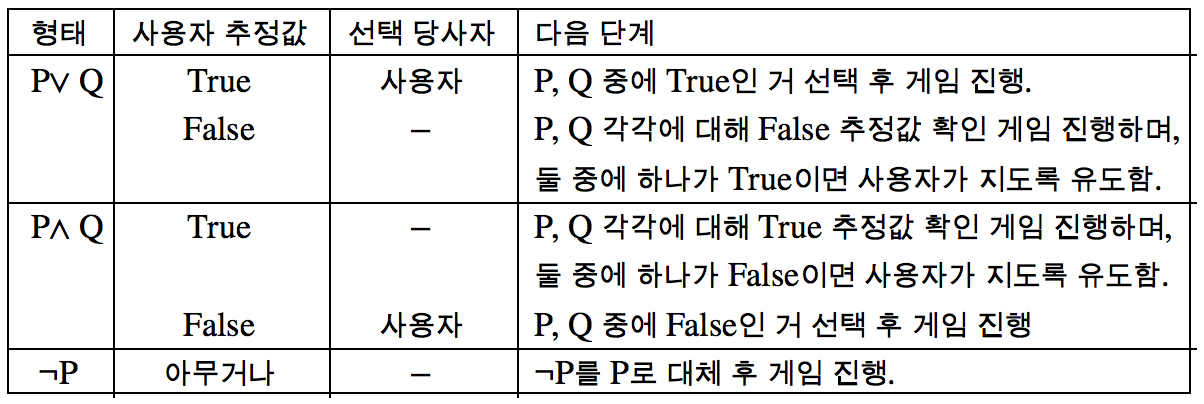 형태 사용자 추정값 선택 당사자 다음 단계
P∨ Q True 사용자 P, Q 중에 True인 거 선택 후 게임 진행.
False – P, Q 각각에 대해 False 추정값 확인 게임 진행하며,
둘 중에 하나가 True이면 사용자가 지도록 유도함.
P∧ Q True – P, Q 각각에 대해 True 추정값 확인 게임 진행하며,
둘 중에 하나가 False이면 사용자가 지도록 유도함.
False 사용자 P, Q 중에 False인 거 선택 후 게임 진행
¬P 아무거나 – ¬P를 P로 대체 후 게임 진행.